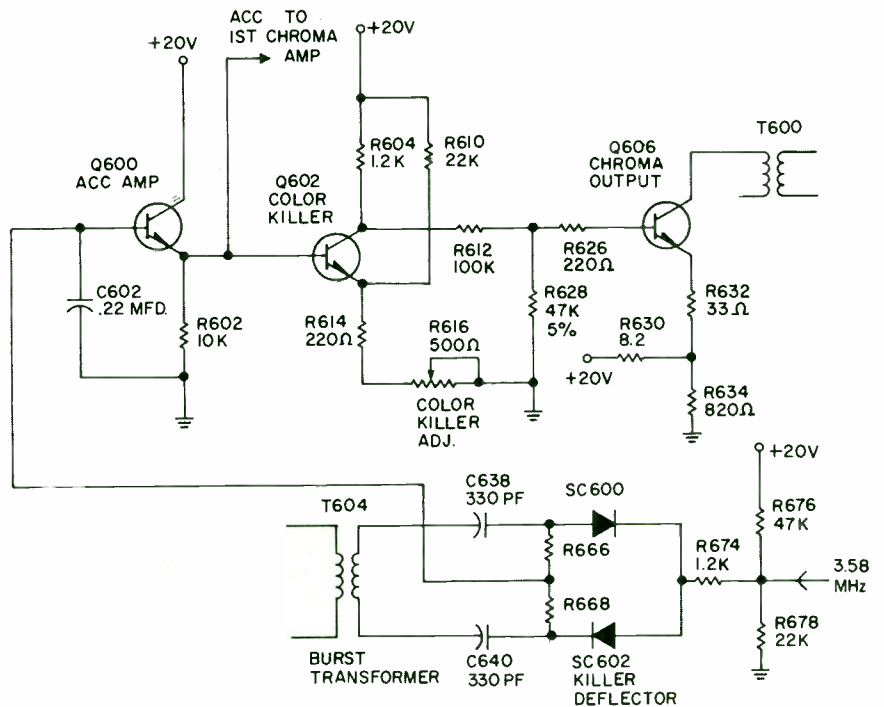 ACC TO
1ST CHROMA
AMP
+20V
+20V
Q600
ACC AMP
Q602
COLOR
KILLER
R604
1.2K
R610
22K
Q606
CHROMA
OUTPUT
T600
C602
.22 MFD.
R602
10K
R614
220Ω
R616
500Ω
COLOR
KILLER
ADJ.
R612
100K
R626
220Ω
R628
47K
5%
R632
33Ω
R630
8.2
+20V
R634
820Ω
+20V
T604
BURST
TRANSFORMER
C638
330 PF
SC600
R666
R668
C640
330 PF
SC602
KILLER
DEFLECTOR
R674
1.2K
R676
47K
3.58
MHz
R678
22K